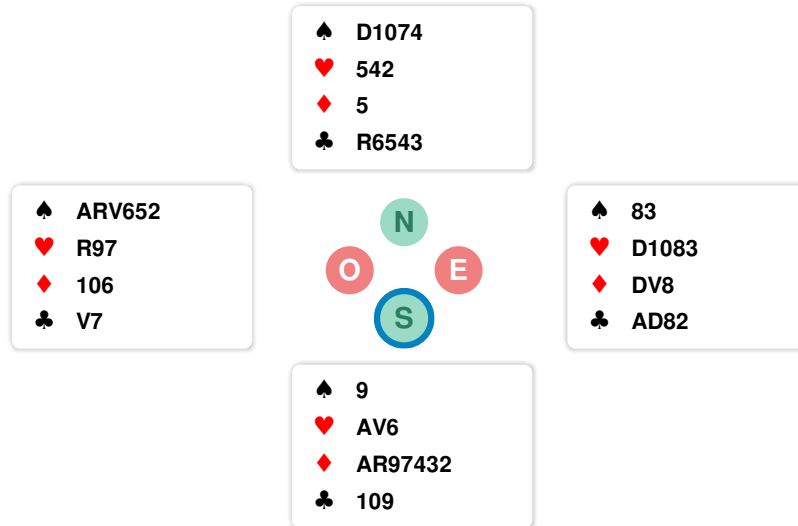 ♠ D1074
♥ 542
♦ 5
♣ R6543
♠ ARV652
♥ R97
♦ 106
♣ V7
N
O E
S
♠ 83
♥ D1083
♦ DV8
♣ AD82
♠ 9
♥ AV6
♦ AR97432
♣ 109